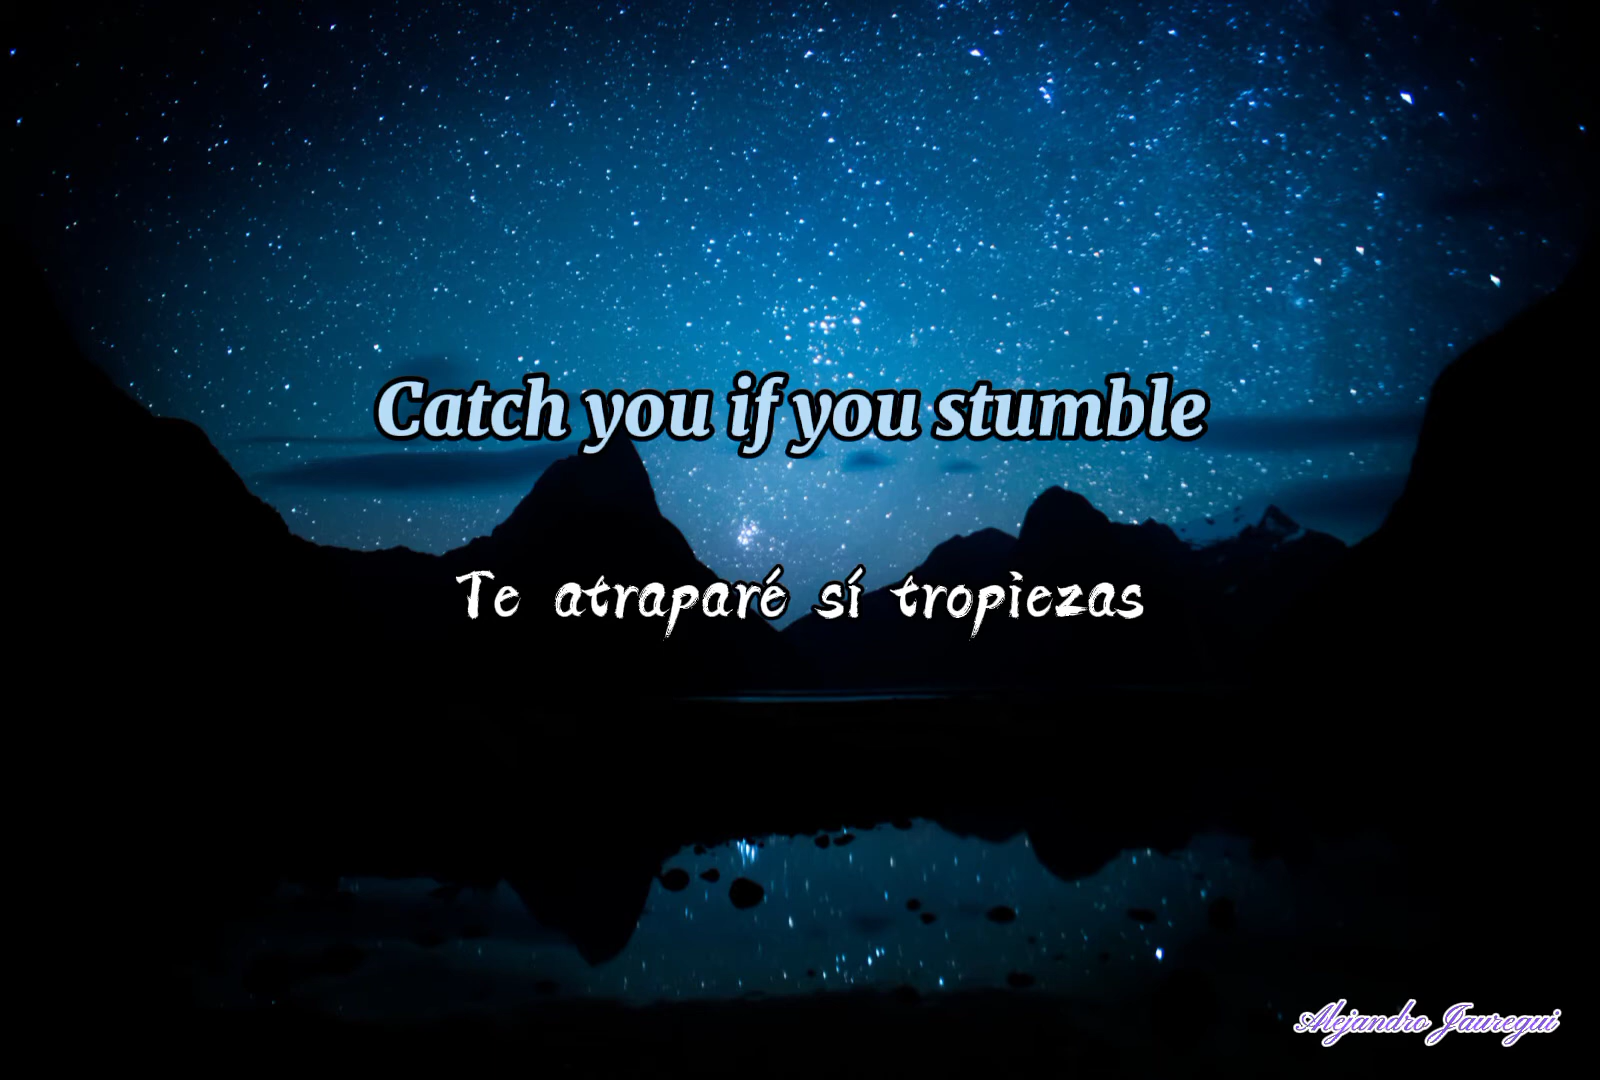 Catch you if you stumble
Te atraparé sí tropiezas
Alejandro Jauregui